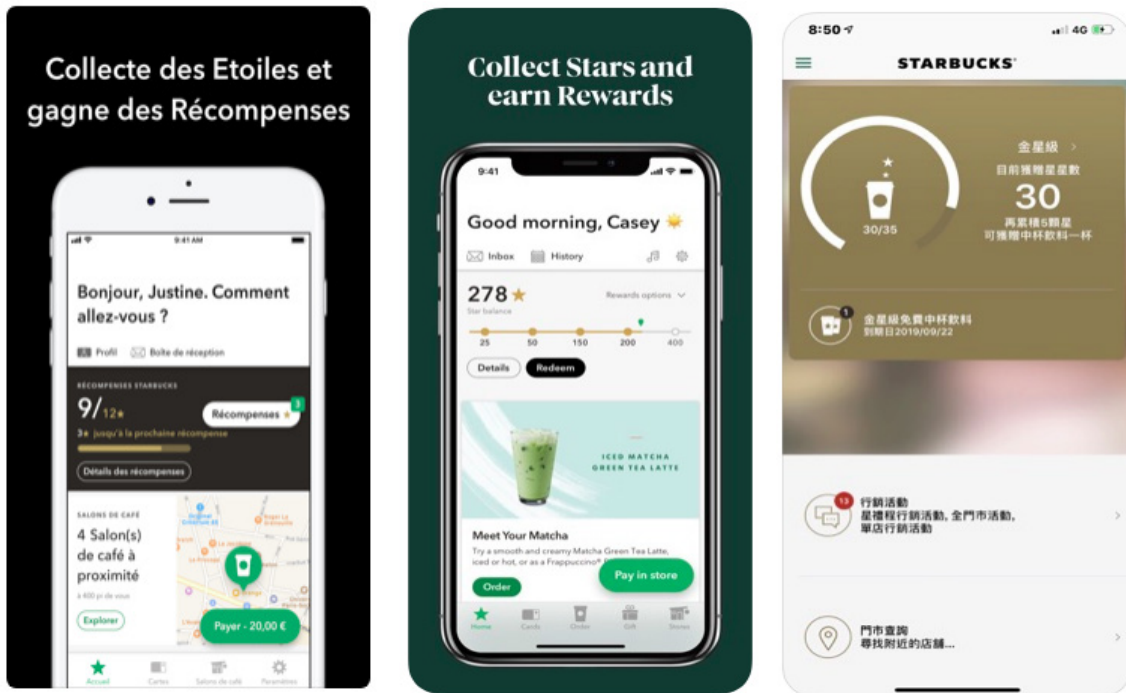 Collecte des Etoiles et
gagne des Récompenses
9:41 AM
Bonjour, Justine. Comment
allez-vous ?
Profil
Boîte de réception
RÉCOMPENSES STARBUCKS
9/12★
Récompenses ★
3
3★ jusqu'à la prochaine récompense
Détails des récompenses
SALONS DE CAFÉ
4 Salon(s)
de café à
proximité
à 400 pi de vous
Explorer
Payer - 20,00 €
Accueil
Cartes
Salons de café
Paramètres
Collect Stars and
earn Rewards
9:41
Good morning, Casey
Inbox
History
278★
Rewards options
Star balance
25
50
150
200
400
Details
Redeem
ICED MATCHA
GREEN TEA LATTE
Meet Your Matcha
Try a smooth and creamy Matcha Green Tea Latte,
iced or hot, or as a Frappuccino®
Order
Pay in store
Home
Cards
Order
Gift
Stores
8:50
4G
STARBUCKS
金星級
目前獲贈星星數
30
再累積5顆星
可獲贈中杯飲料一杯
30/35
1
金星級免費中杯飲料
到期日2019/09/22
13
行銷活動
星禮程行銷活動, 全門市活動,
單店行銷活動
門市查詢
尋找附近的店舖...